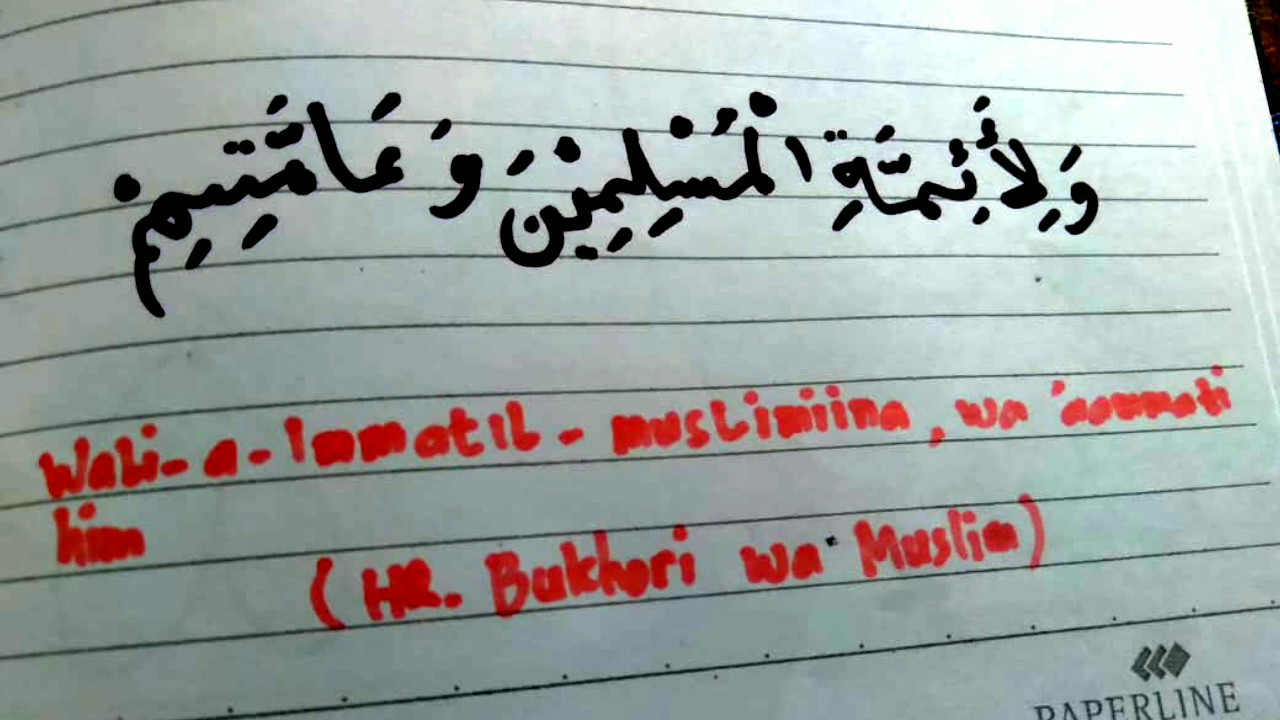 وَلِأَئِمَّةِ الْمُسْلِمِيْنَ وَعَامَّتِهِمْ
Wali-a-Immatil-muslimiina, wa 'aammati
him
(HR. Bukhori wa Muslim)
PAPERLINE